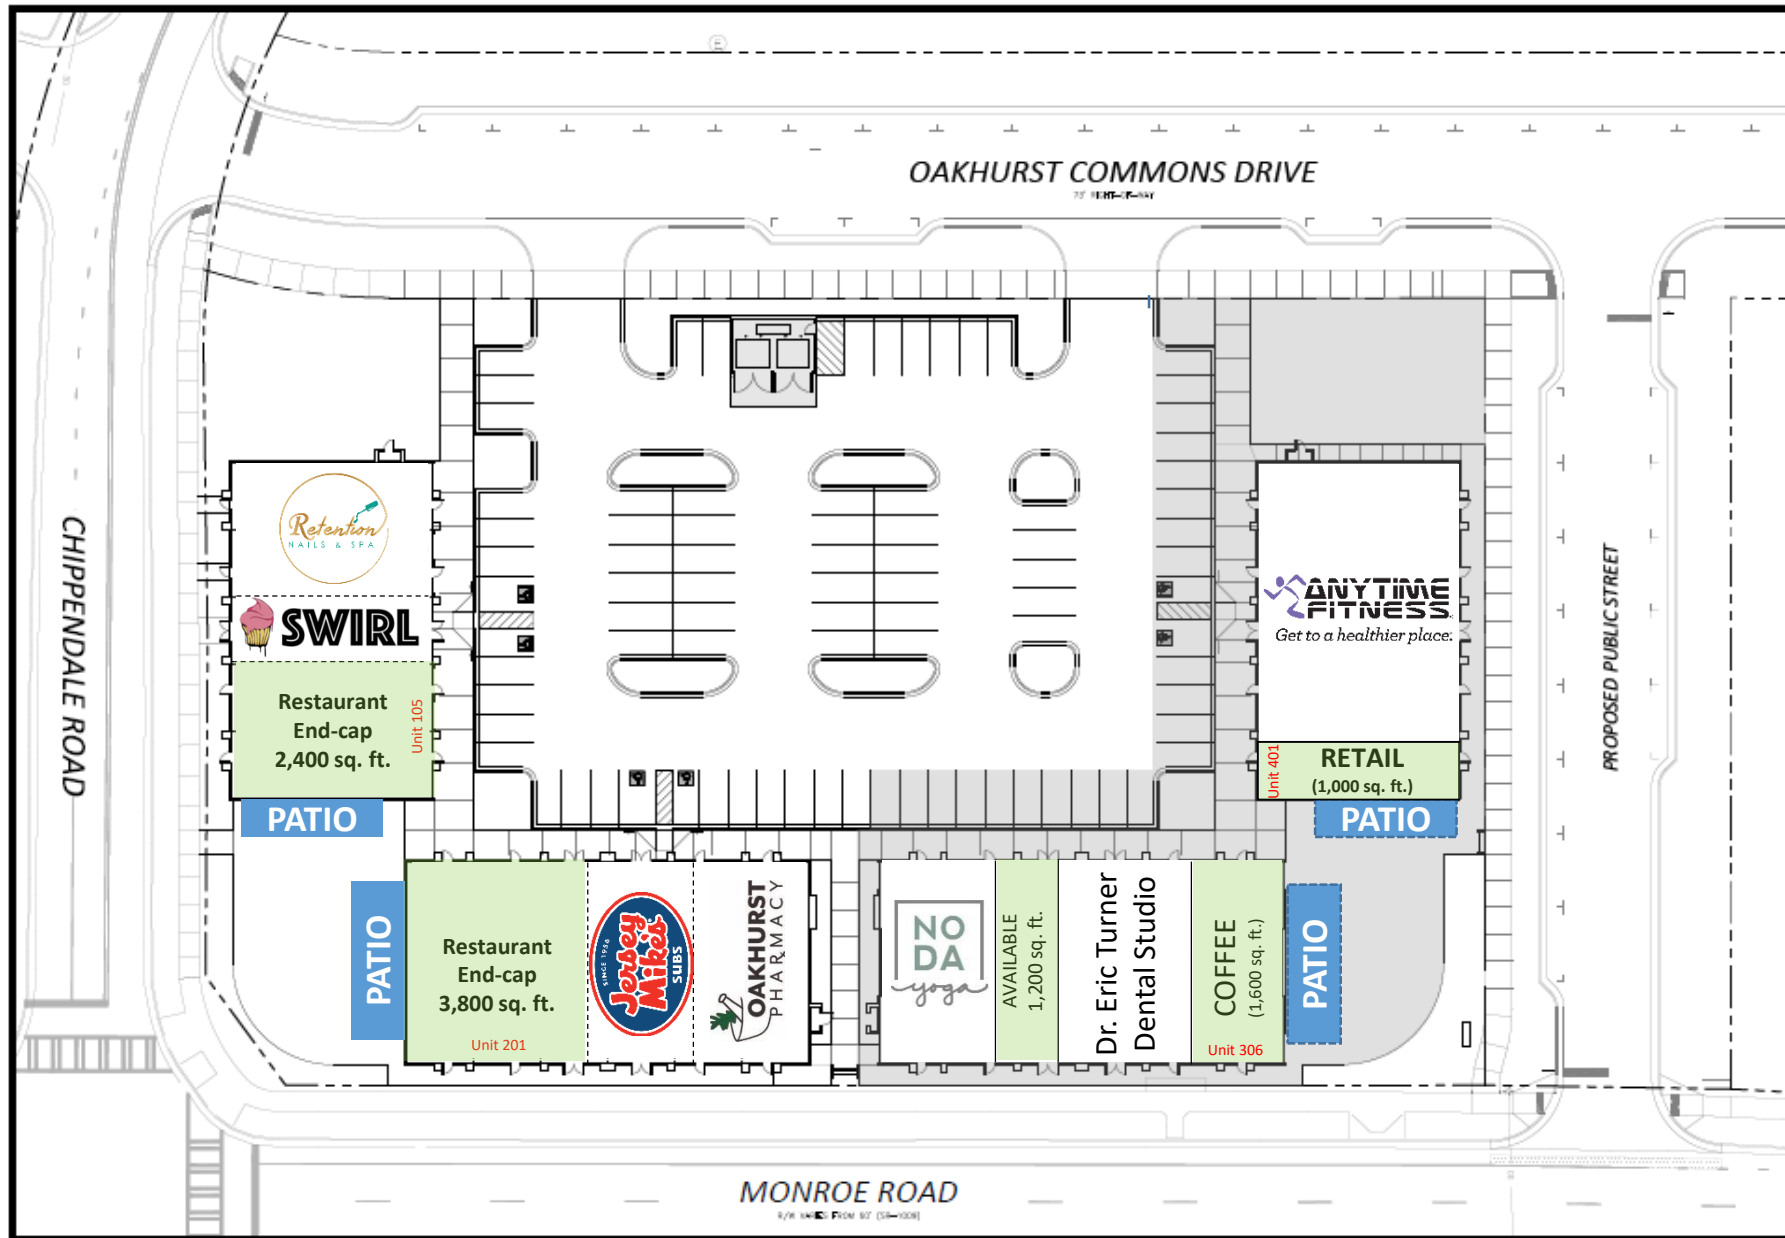 OAKHURST COMMONS DRIVE
CHIPPENDALE ROAD
Retention
NAILS & SPA
SWIRL
Restaurant
End-cap
2,400 sq. ft.
Unit 105
PATIO
ANYTIME
FITNESS
Get to a healthier place.
RETAIL
(1,000 sq. ft.)
Unit 401
PATIO
PROPOSED PUBLIC STREET
PATIO
Restaurant
End-cap
3,800 sq. ft.
Unit 201
SINCE 1956
Jersey
Mike's
SUBS
OAKHURST
PHARMACY
NO
DA
yoga
AVAILABLE
1,200 sq. ft.
Dr. Eric Turner
Dental Studio
COFFEE
(1,600 sq. ft.)
Unit 306
PATIO
MONROE ROAD